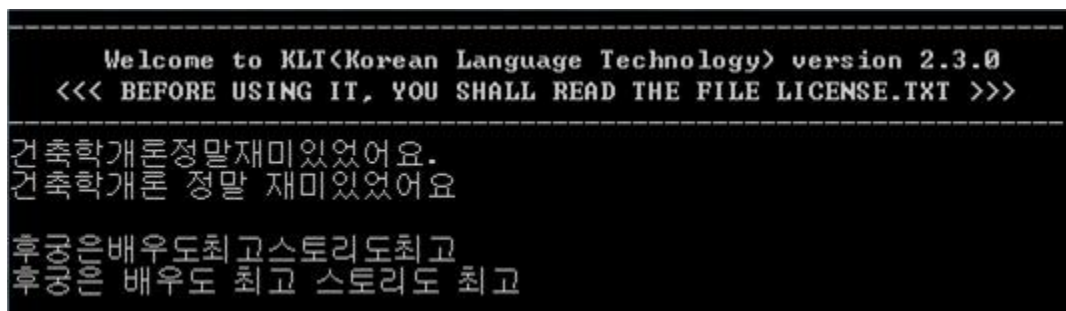 Welcome to KLT(Korean Language Technology) version 2.3.0
<<< BEFORE USING IT, YOU SHALL READ THE FILE LICENSE.TXT >>>
건축학개론정말재미있었어요.
건축학개론 정말 재미있었어요
후궁은배우도최고스토리도최고
후궁은 배우도 최고 스토리도 최고